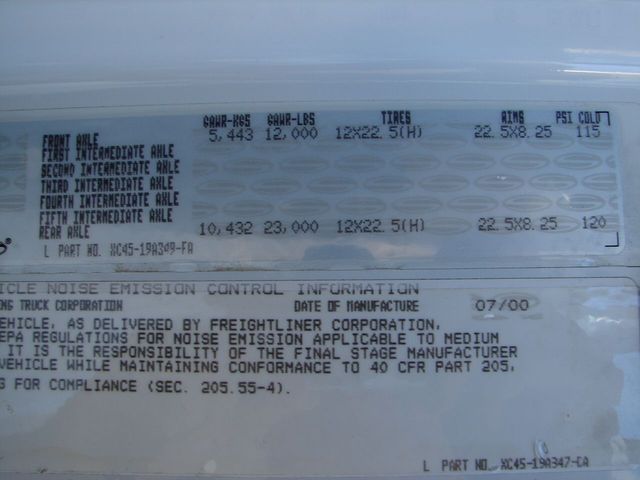 GAWR-KGS GAWR-LBS TIRES RIMS PSI COLD
FRONT AXLE 5,443 12,000 12X22.5(H) 22.5X8.25 115
FIRST INTERMEDIATE AXLE
SECOND INTERMEDIATE AXLE
THIRD INTERMEDIATE AXLE
FOURTH INTERMEDIATE AXLE
FIFTH INTERMEDIATE AXLE
REAR AXLE 10,432 23,000 12X22.5(H) 22.5X8.25 120
L PART NO. XC45-19A349-FA
ICLE NOISE EMISSION CONTROL INFORMATION
NG TRUCK CORPORATION DATE OF MANUFACTURE 07/00
EHICLE, AS DELIVERED BY FREIGHTLINER CORPORATION,
EPA REGULATIONS FOR NOISE EMISSION APPLICABLE TO MEDIUM
IT IS THE RESPONSIBILITY OF THE FINAL STAGE MANUFACTURER
VEHICLE WHILE MAINTAINING CONFORMANCE TO 40 CFR PART 205,
G FOR COMPLIANCE (SEC. 205.55-4).
L PART NO. XC45-19A347-CA